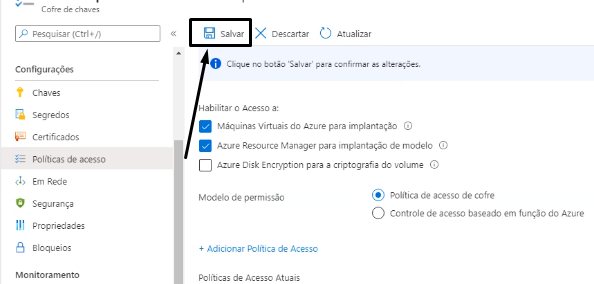 Cofre de chaves
Pesquisar (Ctrl+/)
«
Salvar
Descartar
Atualizar
Clique no botão 'Salvar' para confirmar as alterações.
Configurações
Chaves
Segredos
Certificados
Políticas de acesso
Em Rede
Segurança
Propriedades
Bloqueios
Monitoramento
Habilitar o Acesso a:
Máquinas Virtuais do Azure para implantação
Azure Resource Manager para implantação de modelo
Azure Disk Encryption para a criptografia do volume
Modelo de permissão
Política de acesso de cofre
Controle de acesso baseado em função do Azure
+ Adicionar Política de Acesso
Políticas de Acesso Atuais